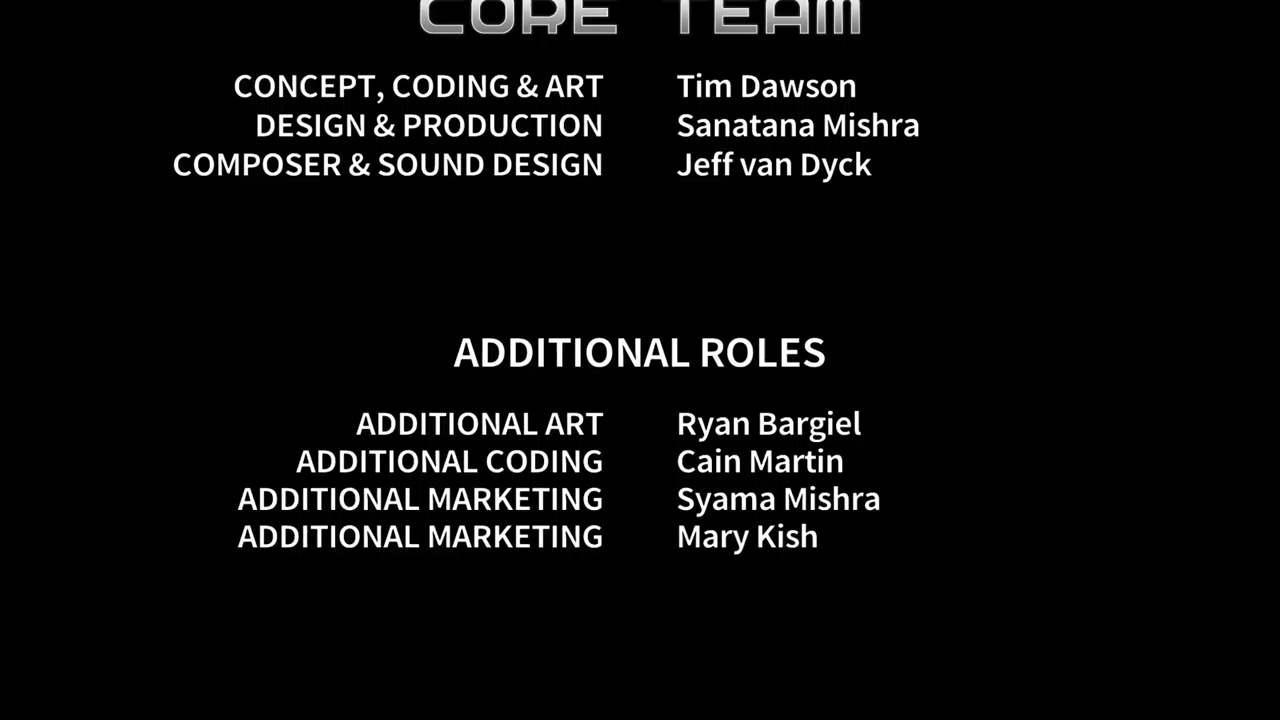 CORE TEAM
CONCEPT, CODING & ART Tim Dawson
DESIGN & PRODUCTION Sanatana Mishra
COMPOSER & SOUND DESIGN Jeff van Dyck
ADDITIONAL ROLES
ADDITIONAL ART Ryan Bargiel
ADDITIONAL CODING Cain Martin
ADDITIONAL MARKETING Syama Mishra
ADDITIONAL MARKETING Mary Kish